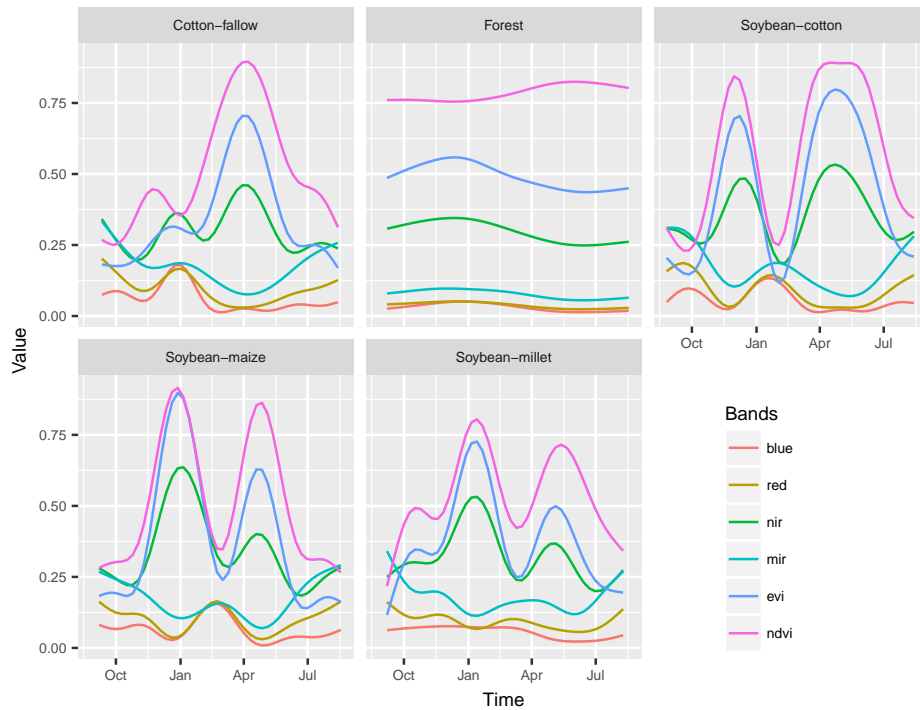 Cotton−fallow
Forest
Soybean−cotton
0.75
0.50
0.25
0.00
Oct
Jan
Apr
Jul
Value
Soybean−maize
Soybean−millet
0.75
0.50
0.25
0.00
Oct
Jan
Apr
Jul
Oct
Jan
Apr
Jul
Time
Bands
blue
red
nir
mir
evi
ndvi